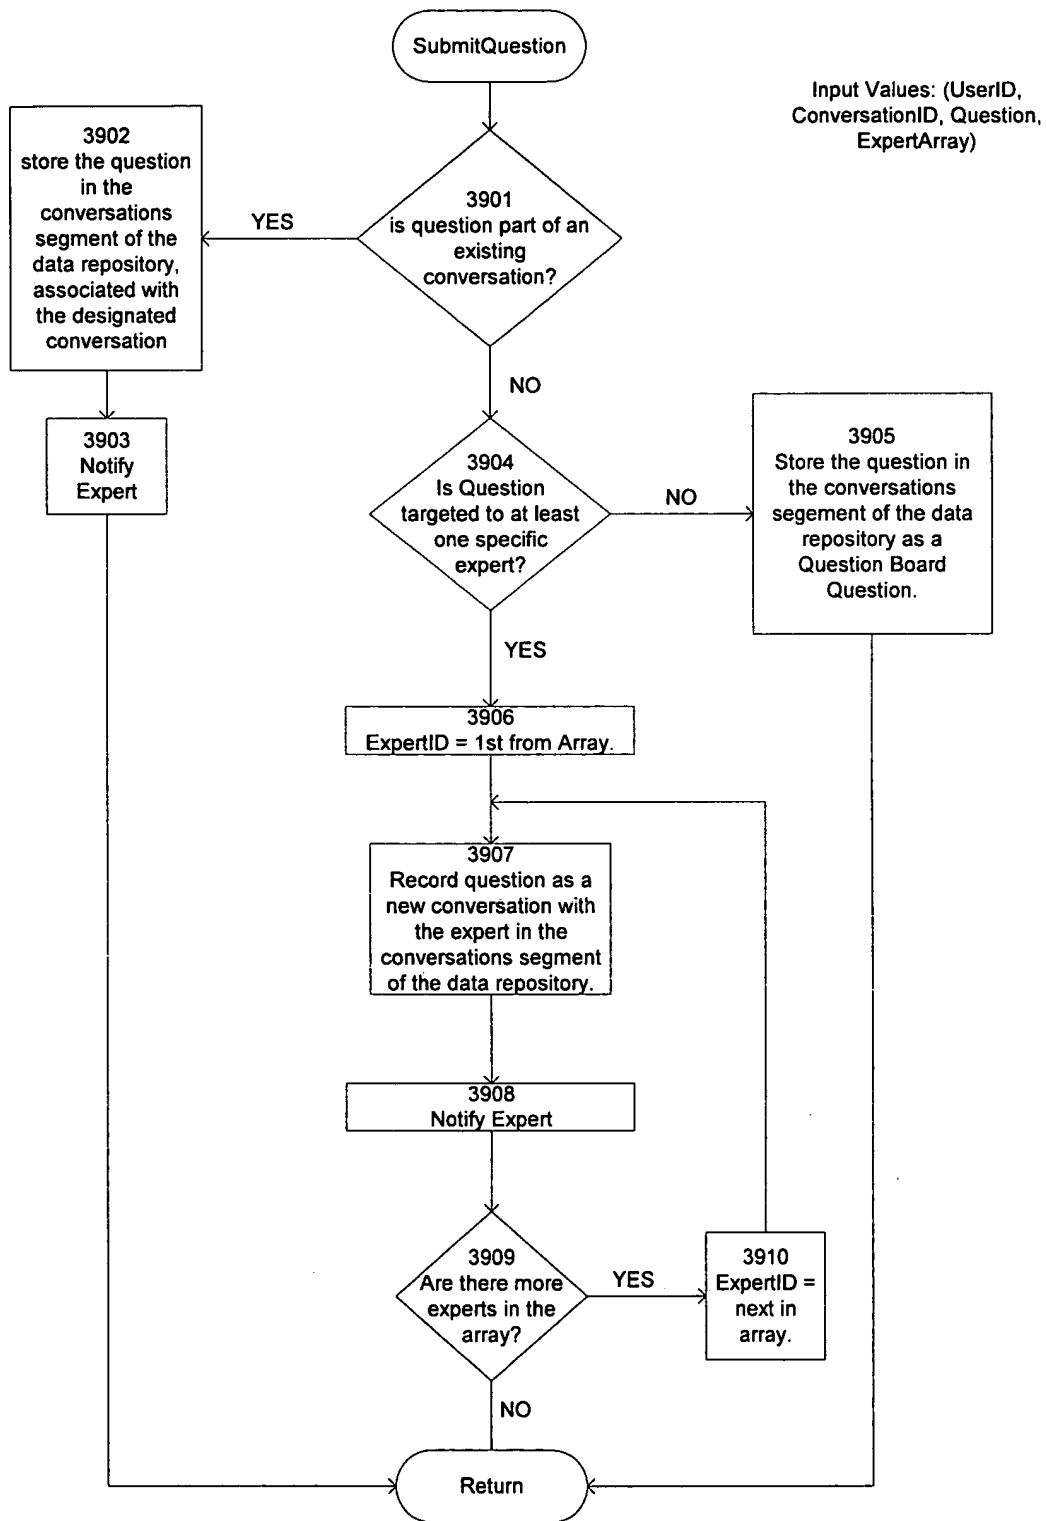 SubmitQuestion
Input Values: (UserID,
ConversationID, Question,
ExpertArray)
3901
is question part of an
existing
conversation?
YES
3902
store the question
in the
conversations
segment of the
data repository,
associated with
the designated
conversation
NO
3903
Notify
Expert
3904
Is Question
targeted to at least
one specific
expert?
NO
3905
Store the question in
the conversations
segement of the data
repository as a
Question Board
Question.
YES
3906
ExpertID = 1st from Array.
3907
Record question as a
new conversation with
the expert in the
conversations segment
of the data repository.
3908
Notify Expert
3909
Are there more
experts in the
array?
YES
3910
ExpertID =
next in
array.
NO
Return